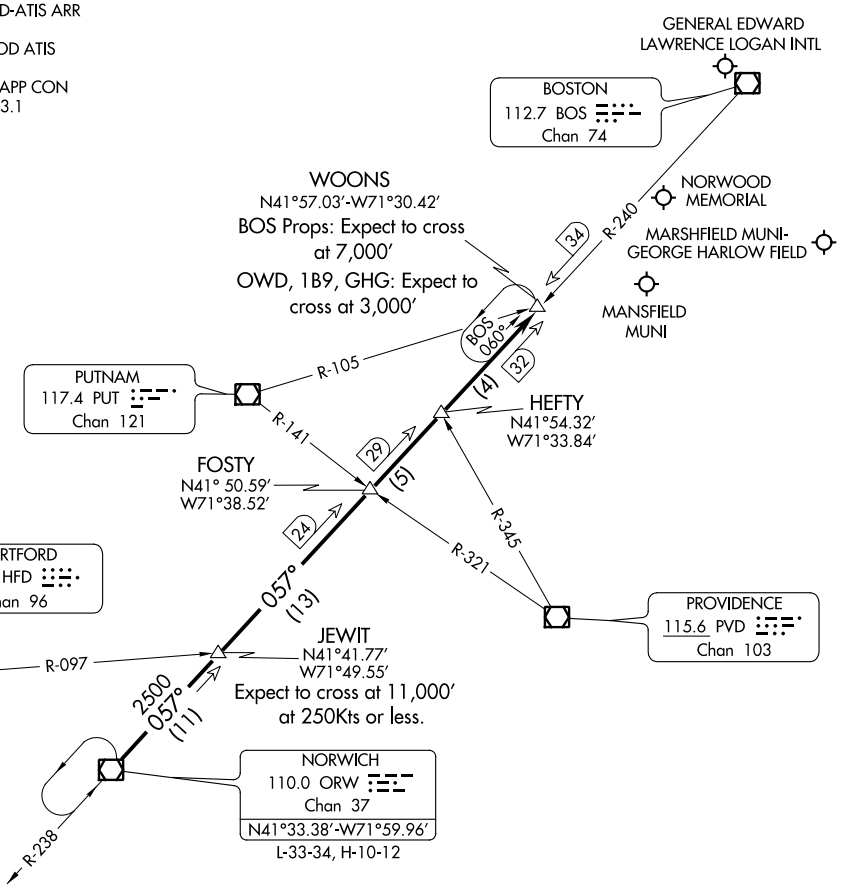 D-ATIS ARR
OD ATIS
APP CON
3.1
GENERAL EDWARD
LAWRENCE LOGAN INTL
BOSTON
112.7 BOS
Chan 74
WOONS
N41°57.03'-W71°30.42'
BOS Props: Expect to cross
at 7,000'
OWD, 1B9, GHG: Expect to
cross at 3,000'
NORWOOD
MEMORIAL
R-240
34
MARSHFIELD MUNI-
GEORGE HARLOW FIELD
MANSFIELD
MUNI
BOS
060°
32
(4)
R-105
PUTNAM
117.4 PUT
Chan 121
R-141
HEFTY
N41°54.32'
W71°33.84'
29
(5)
FOSTY
N41° 50.59'
W71°38.52'
24
R-345
R-321
RTFORD
HFD
an 96
057°
(13)
PROVIDENCE
115.6 PVD
Chan 103
R-097
JEWIT
N41°41.77'
W71°49.55'
Expect to cross at 11,000'
at 250Kts or less.
2500
057°
(11)
NORWICH
110.0 ORW
Chan 37
N41°33.38'-W71°59.96'
L-33-34, H-10-12
R-238